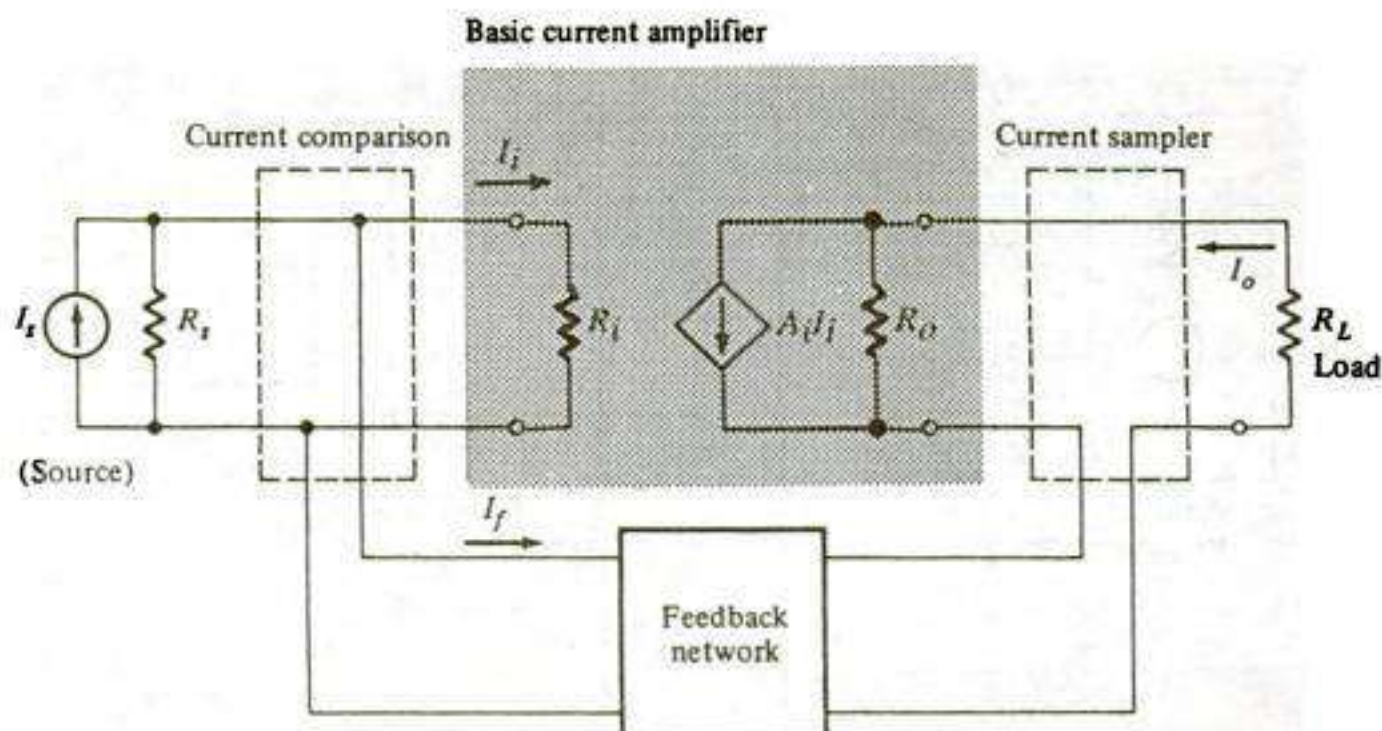 Basic current amplifier
Current comparison
Current sampler
I_i
I_s
R_s
R_i
A_iI_i
R_o
I_o
R_L
Load
(Source)
I_f
Feedback
network